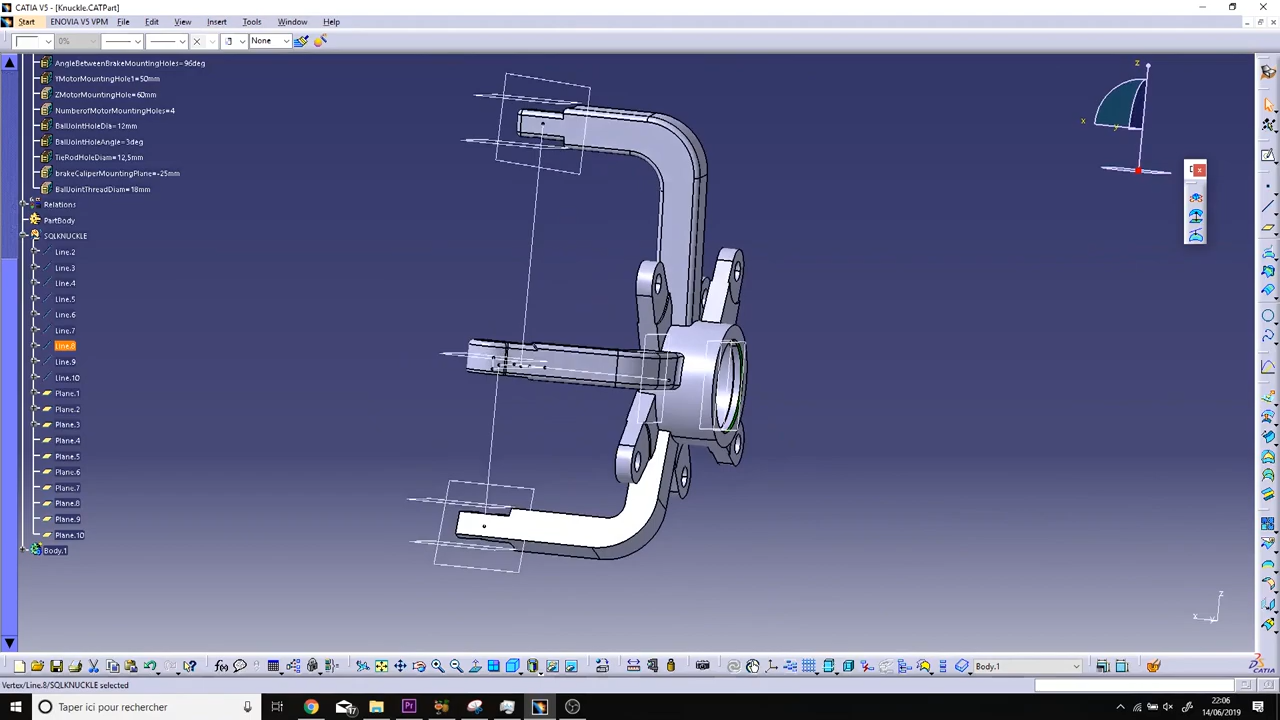 CATIA V5 - [Knuckle.CATPart]
Start ENOVIA V5 VPM File Edit View Insert Tools Window Help
0% None
AngleBetweenBrakeMountingHoles=96deg
YMotorMountingHole1=50mm
ZMotorMountingHole=60mm
NumberofMotorMountingHoles=4
BallJointHoleDia=12mm
BallJointHoleAngle=3deg
TieRodHoleDiam=12,5mm
brakeCaliperMountingPlane=-25mm
BallJointThreadDiam=18mm
Relations
PartBody
SQLKNUCKLE
Line.2
Line.3
Line.4
Line.5
Line.6
Line.7
Line.8
Line.9
Line.10
Plane.1
Plane.2
Plane.3
Plane.4
Plane.5
Plane.6
Plane.7
Plane.8
Plane.9
Plane.10
Body.1
z
x
y
z
x
y
Body.1
Vertex/Line.8/SQLKNUCKLE selected
Taper ici pour rechercher
22:06
14/06/2019